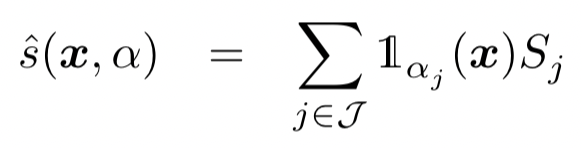 ŝ(𝒙, α) = ∑_{j∈𝒥} 𝟙_{α_j}(𝒙)S_j